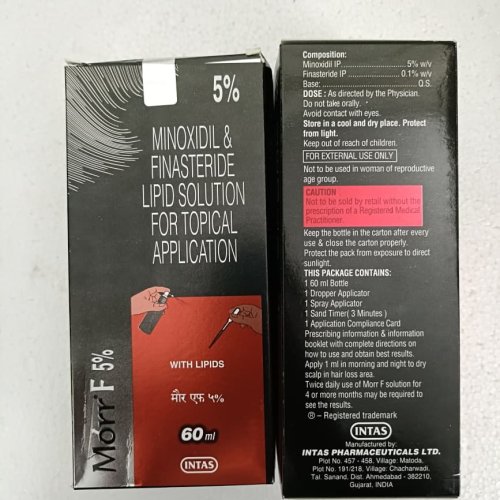 5%
MINOXIDIL &
FINASTERIDE
LIPID SOLUTION
FOR TOPICAL
APPLICATION
WITH LIPIDS
मौर एफ ५%
60 ml
INTAS
Morr® F 5%
Composition:
Minoxidil IP 5% w/v
Finasteride IP 0.1% w/v
Base: Q.S.
DOSE : As directed by the Physician.
Do not take orally.
Avoid contact with eyes.
Store in a cool and dry place. Protect
from light.
Keep out of reach of children.
FOR EXTERNAL USE ONLY
Not to be used in woman of reproductive
age group.
CAUTION
Not to be sold by retail without the
prescription of a Registered Medical
Practitioner.
Keep the bottle in the carton after every
use & close the carton properly.
Protect the pack from exposure to direct
sunlight.
THIS PACKAGE CONTAINS:
1 60 ml Bottle
1 Dropper Applicator
1 Spray Applicator
1 Sand Timer( 3 Minutes )
1 Application Compliance Card
Prescribing information & information
booklet with complete directions on
how to use and obtain best results.
Apply 1 ml in morning and night to dry
scalp in hair loss area.
Twice daily use of Morr F solution for
4 or more months may be required to
see the results.
® – Registered trademark
INTAS
Manufactured by:
INTAS PHARMACEUTICALS LTD.
Plot No. 457 - 458, Village: Matoda,
Plot No. 191/218, Village: Chacharwadi,
Tal. Sanand, Dist. Ahmedabad - 382210,
Gujarat, INDIA